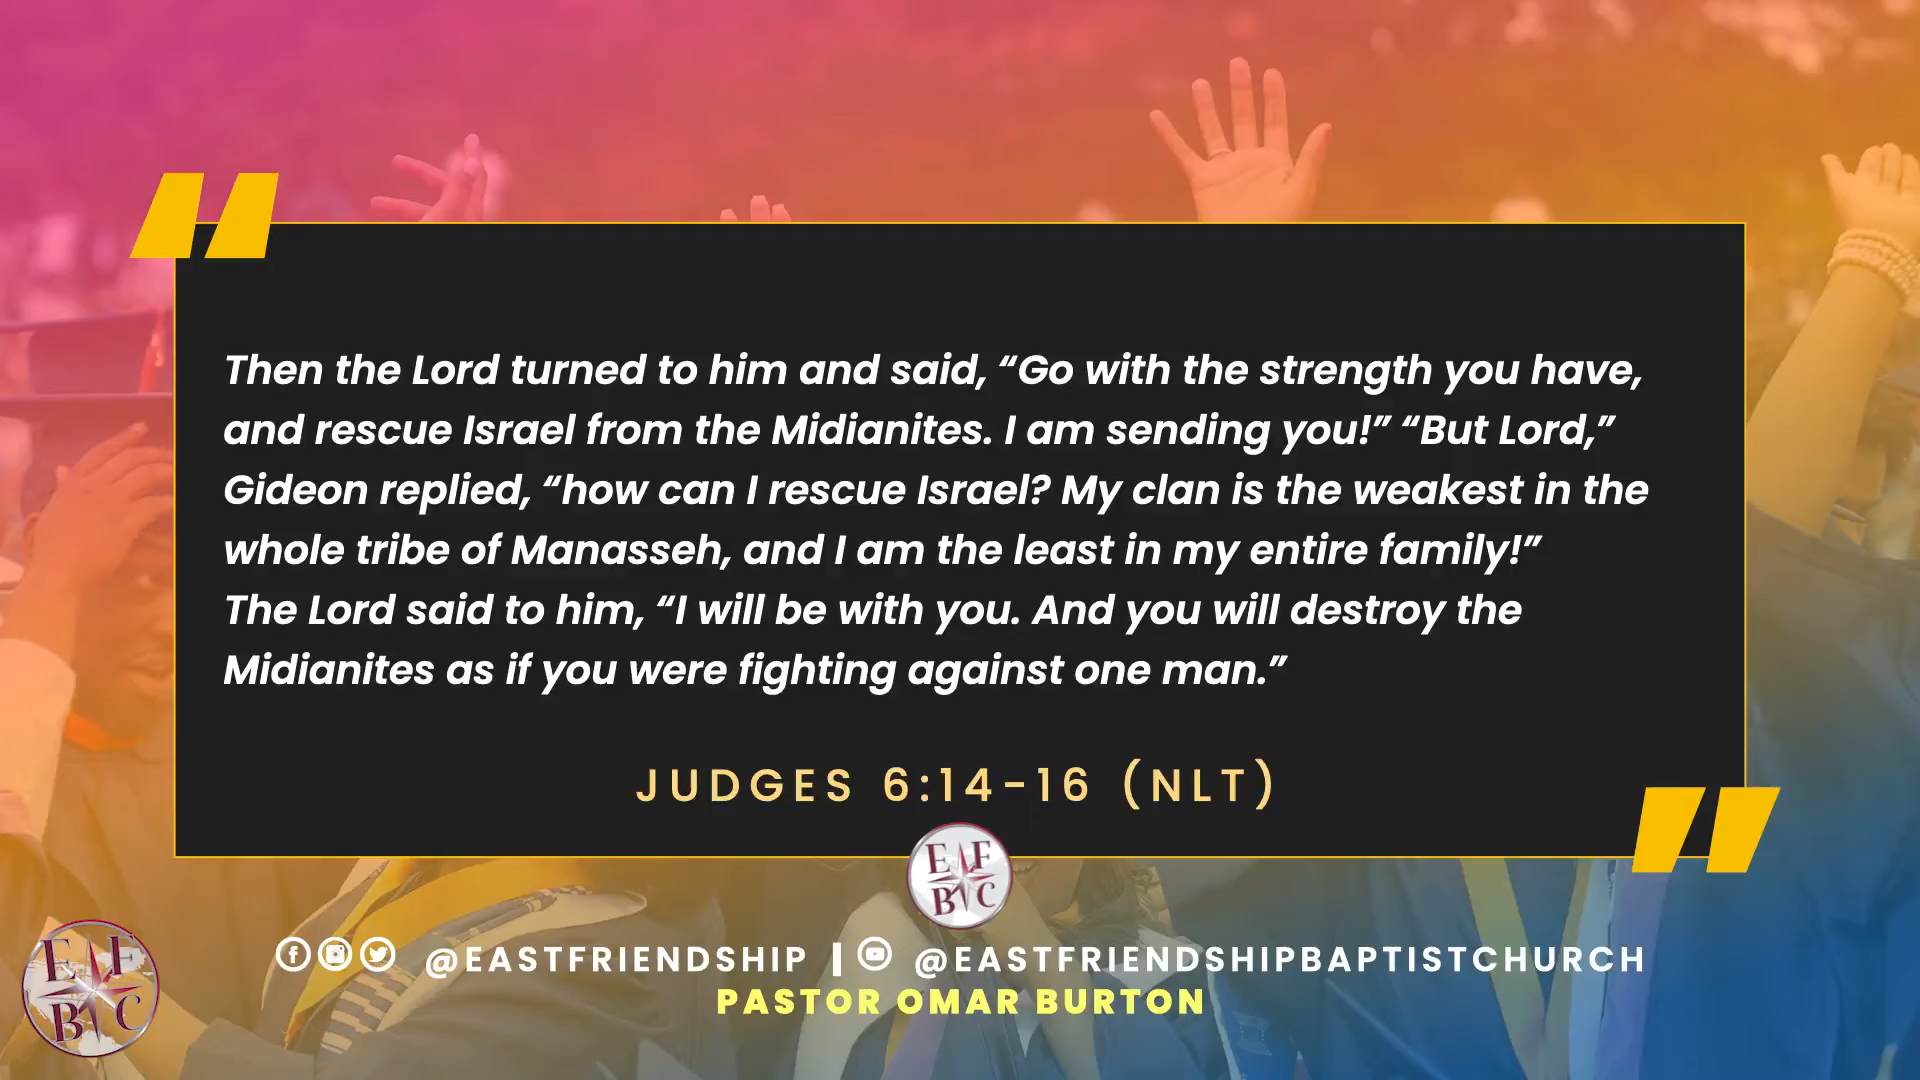 Then the Lord turned to him and said, “Go with the strength you have,
and rescue Israel from the Midianites. I am sending you!” “But Lord,”
Gideon replied, “how can I rescue Israel? My clan is the weakest in the
whole tribe of Manasseh, and I am the least in my entire family!”
The Lord said to him, “I will be with you. And you will destroy the
Midianites as if you were fighting against one man.”
JUDGES 6:14-16 (NLT)
E F
B C
@EASTFRIENDSHIP | @EASTFRIENDSHIPBAPTISTCHURCH
PASTOR OMAR BURTON
E F
B C